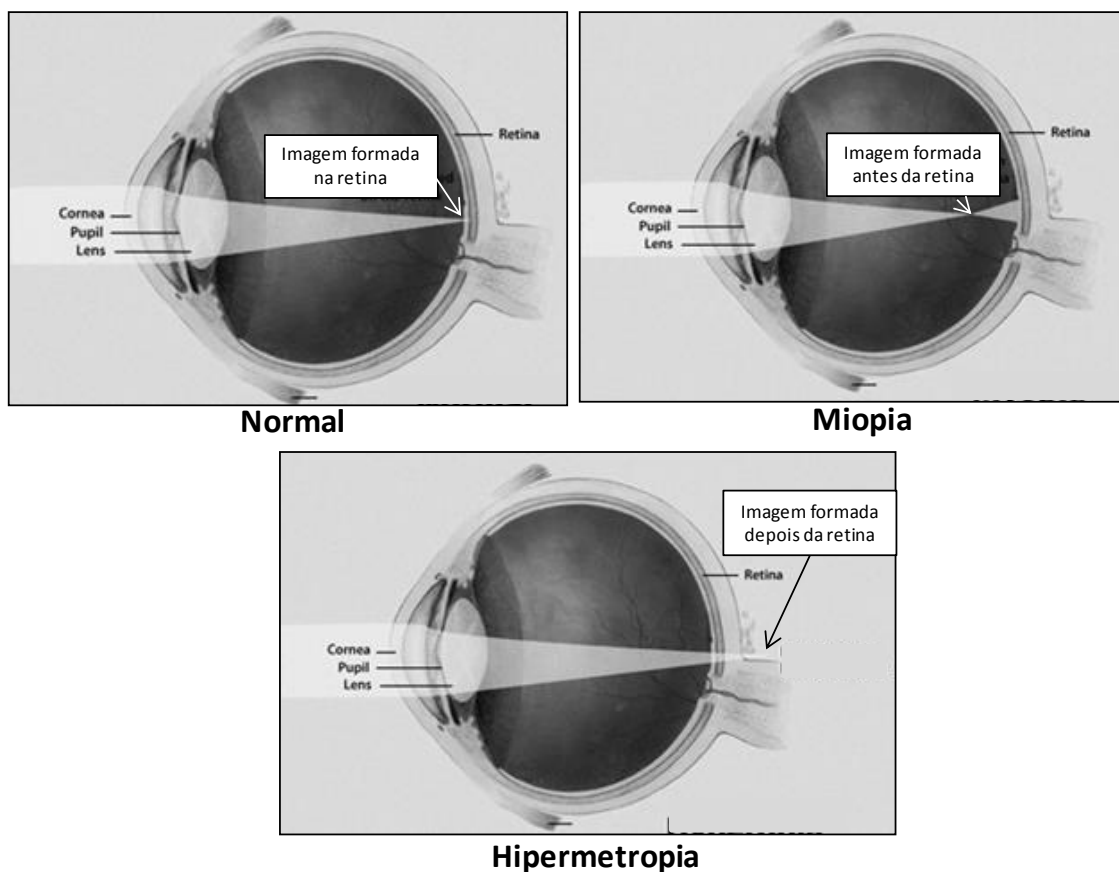 Imagem formada
na retina
Retina
Cornea
Pupil
Lens
Normal
Imagem formada
antes da retina
Retina
Cornea
Pupil
Lens
Miopia
Imagem formada
depois da retina
Retina
Cornea
Pupil
Lens
Hipermetropia